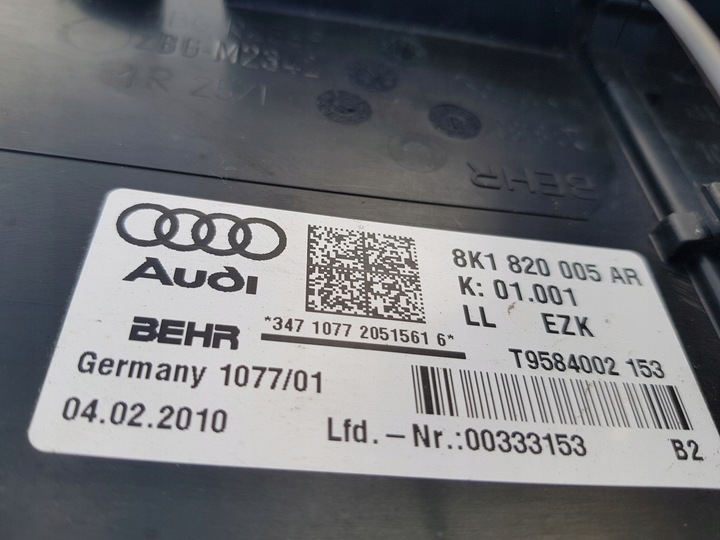 BEHR
Audi
8K1 820 005 AR
K: 01.001
LL EZK
*347 1077 2051561 6*
BEHR
T9584002 153
Germany 1077/01
04.02.2010
Lfd.-Nr.:00333153
B2